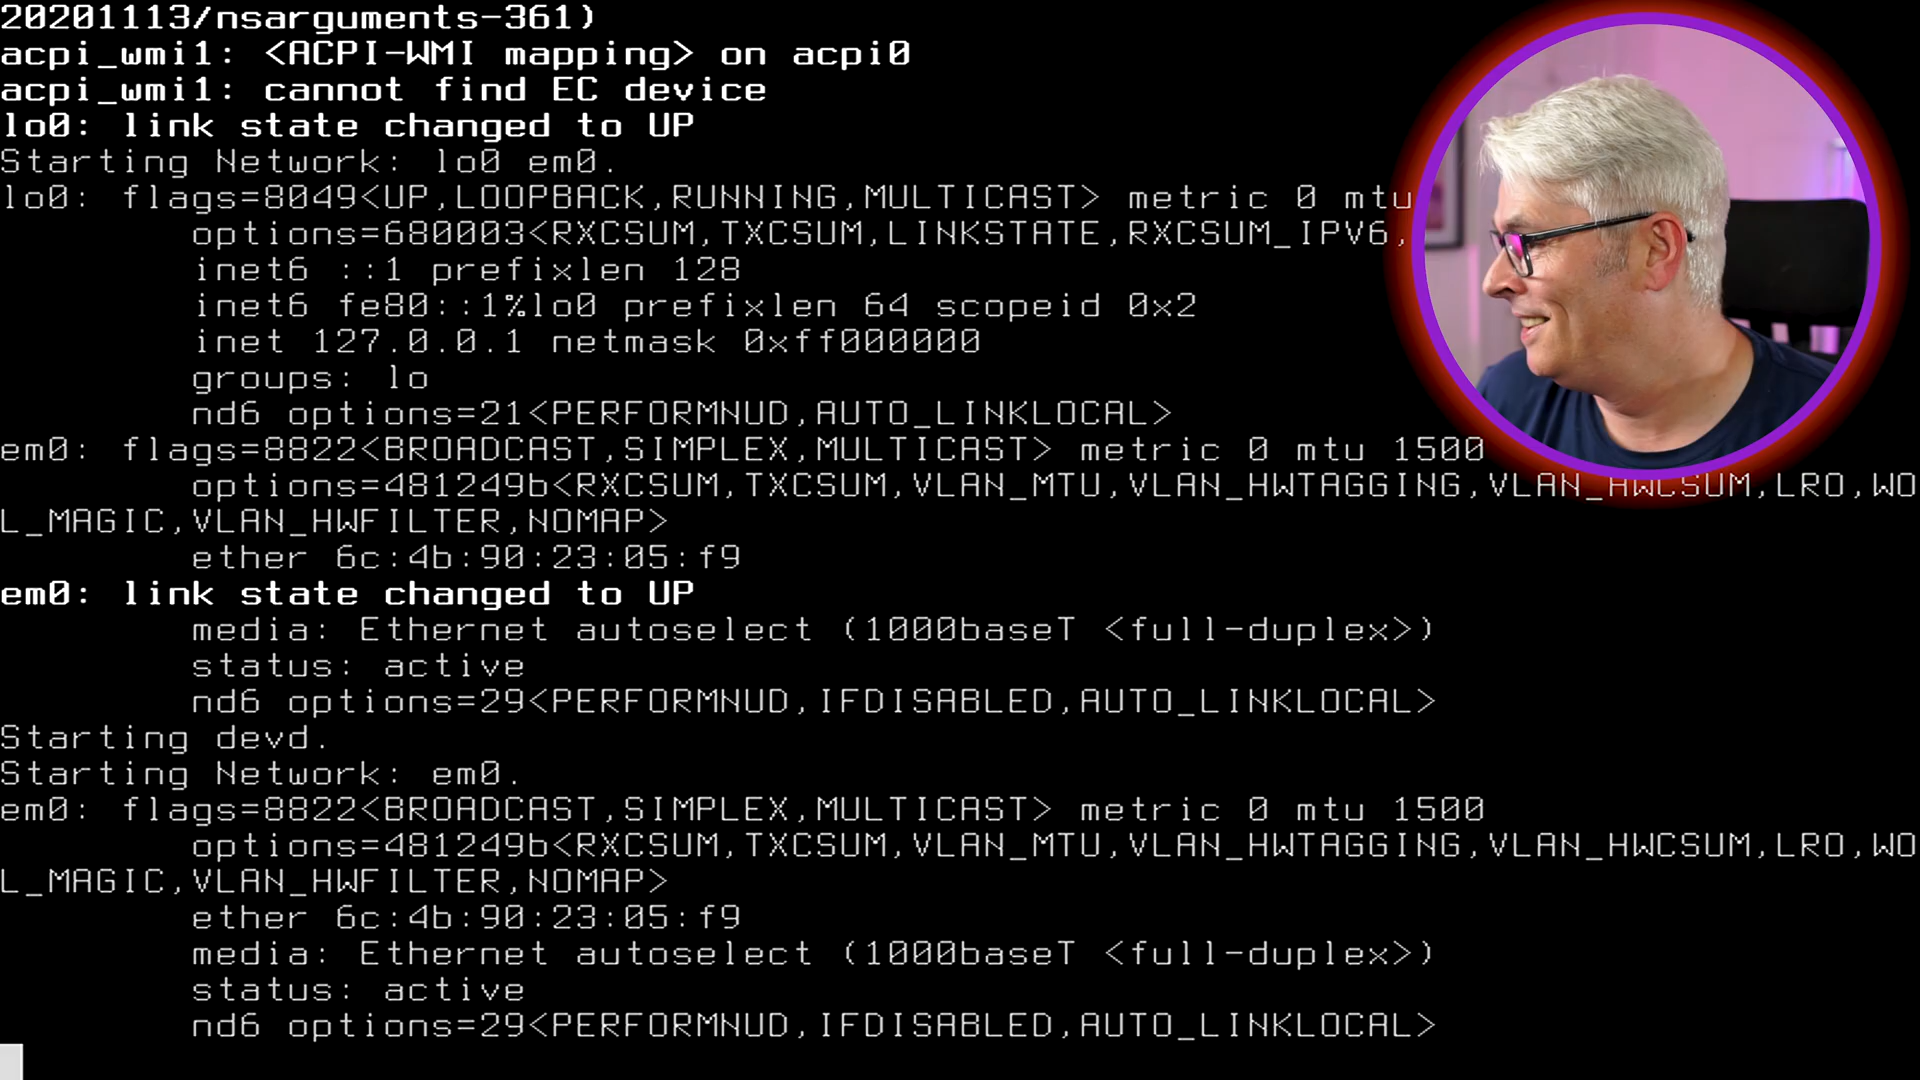 20201113/nsarguments-361)
acpi_wmi1: <ACPI-WMI mapping> on acpi0
acpi_wmi1: cannot find EC device
lo0: link state changed to UP
Starting Network: lo0 em0.
lo0: flags=8049<UP,LOOPBACK,RUNNING,MULTICAST> metric 0 mtu
options=680003<RXCSUM,TXCSUM,LINKSTATE,RXCSUM_IPV6,
inet6 ::1 prefixlen 128
inet6 fe80::1%lo0 prefixlen 64 scopeid 0x2
inet 127.0.0.1 netmask 0xff000000
groups: lo
nd6 options=21<PERFORMNUD,AUTO_LINKLOCAL>
em0: flags=8822<BROADCAST,SIMPLEX,MULTICAST> metric 0 mtu 1500
options=481249b<RXCSUM,TXCSUM,VLAN_MTU,VLAN_HWTAGGING,VLAN_HWCSUM,LRO,WO
L_MAGIC,VLAN_HWFILTER,NOMAP>
ether 6c:4b:90:23:05:f9
em0: link state changed to UP
media: Ethernet autoselect (1000baseT <full-duplex>)
status: active
nd6 options=29<PERFORMNUD,IFDISABLED,AUTO_LINKLOCAL>
Starting devd.
Starting Network: em0.
em0: flags=8822<BROADCAST,SIMPLEX,MULTICAST> metric 0 mtu 1500
options=481249b<RXCSUM,TXCSUM,VLAN_MTU,VLAN_HWTAGGING,VLAN_HWCSUM,LRO,WO
L_MAGIC,VLAN_HWFILTER,NOMAP>
ether 6c:4b:90:23:05:f9
media: Ethernet autoselect (1000baseT <full-duplex>)
status: active
nd6 options=29<PERFORMNUD,IFDISABLED,AUTO_LINKLOCAL>